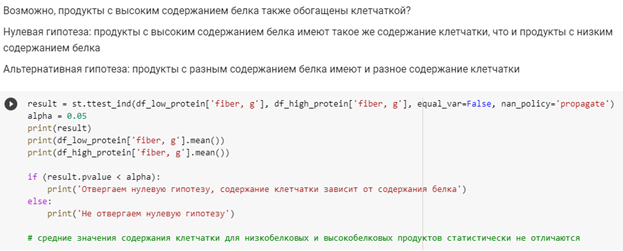 Возможно, продукты с высоким содержанием белка также обогащены клетчаткой?
Нулевая гипотеза: продукты с высоким содержанием белка имеют такое же содержание клетчатки, что и продукты с низким
содержанием белка
Альтернативная гипотеза: продукты с разным содержанием белка имеют и разное содержание клетчатки
result = st.ttest_ind(df_low_protein['fiber, g'], df_high_protein['fiber, g'], equal_var=False, nan_policy='propagate')
alpha = 0.05
print(result)
print(df_low_protein['fiber, g'].mean())
print(df_high_protein['fiber, g'].mean())
if (result.pvalue < alpha):
    print('Отвергаем нулевую гипотезу, содержание клетчатки зависит от содержания белка')
else:
    print('Не отвергаем нулевую гипотезу')
# средние значения содержания клетчатки для низкобелковых и высокобелковых продуктов статистически не отличаются